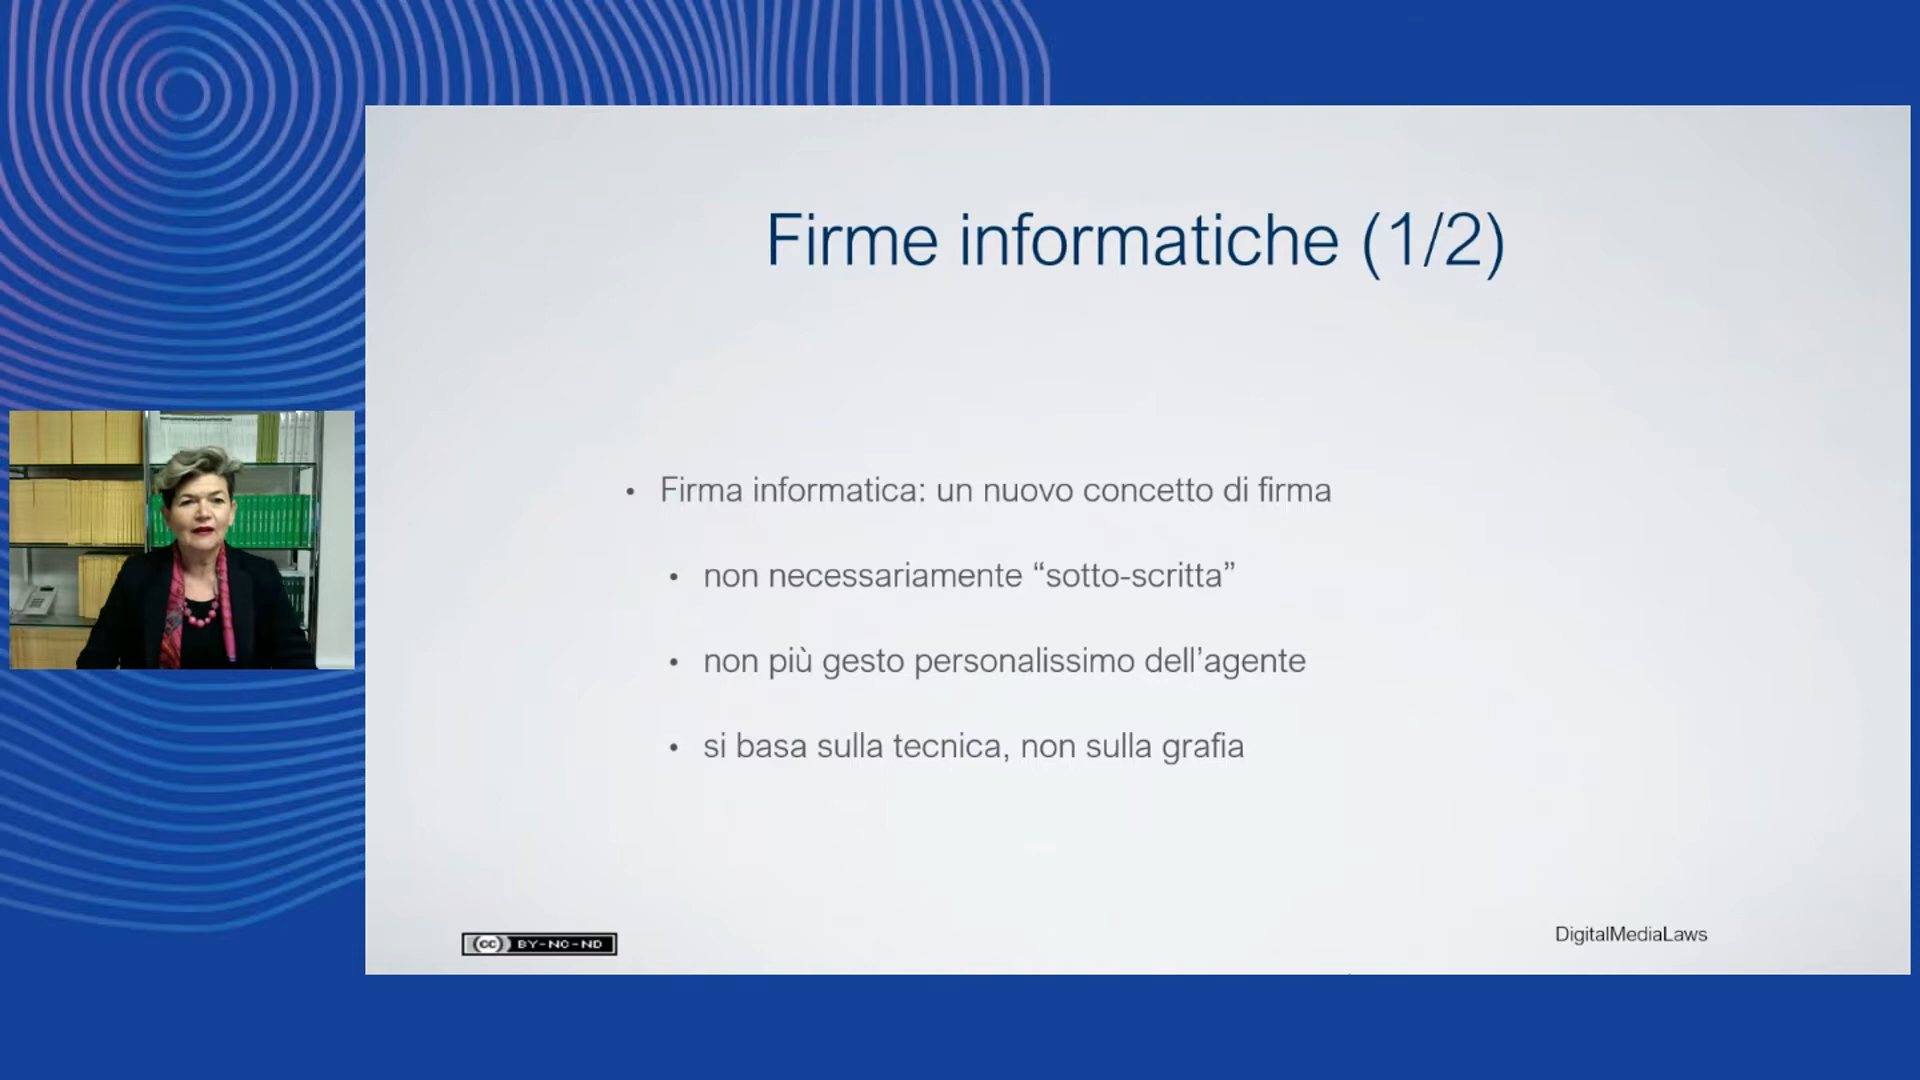 Firme informatiche (1/2)
• Firma informatica: un nuovo concetto di firma
• non necessariamente “sotto-scritta”
• non più gesto personalissimo dell’agente
• si basa sulla tecnica, non sulla grafia
cc BY-NC-ND
DigitalMediaLaws